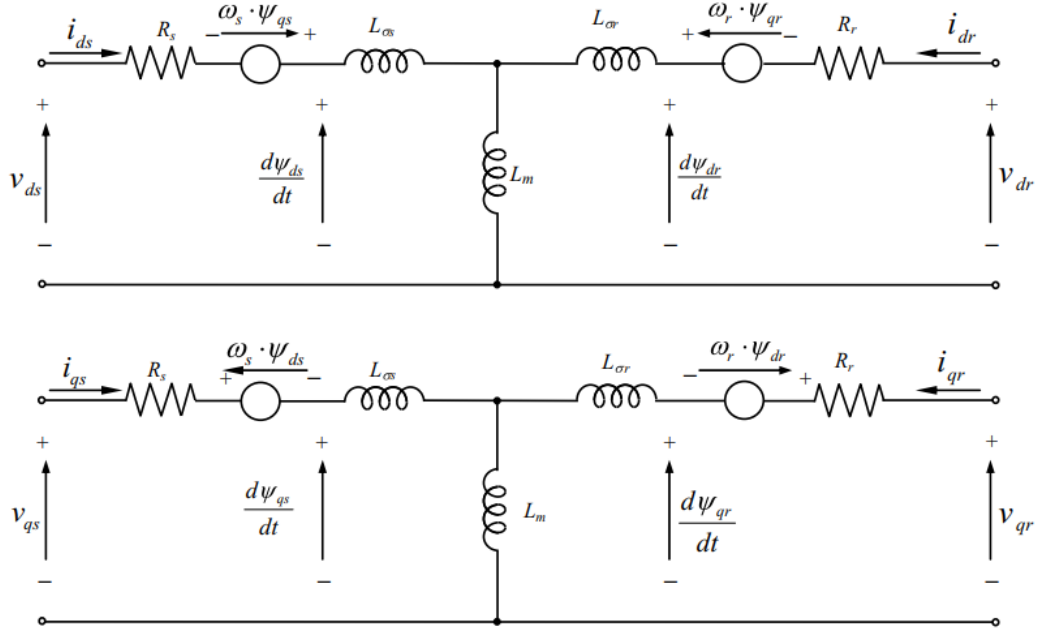 i_ds R_s − ω_s · ψ_qs + L_σs L_σr + ω_r · ψ_qr − R_r i_dr
+ + + +
v_ds dψ_ds/dt L_m dψ_dr/dt v_dr
− − − −
i_qs R_s + ω_s · ψ_ds − L_σs L_σr − ω_r · ψ_dr + R_r i_qr
+ + + +
v_qs dψ_qs/dt L_m dψ_qr/dt v_qr
− − − −